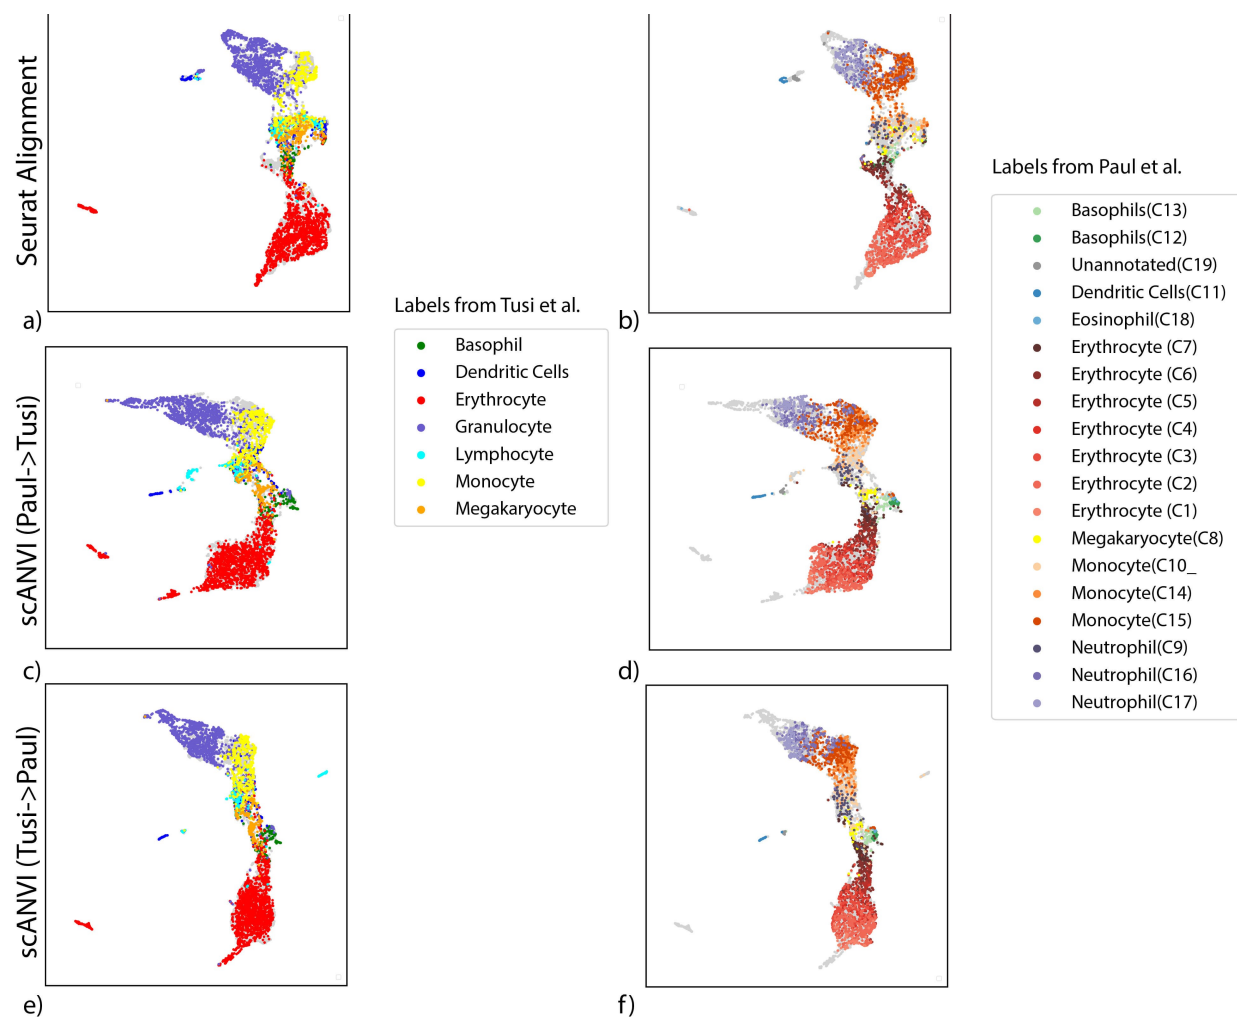 Seurat Alignment
a)
b)
Labels from Tusi et al.
Basophil
Dendritic Cells
Erythrocyte
Granulocyte
Lymphocyte
Monocyte
Megakaryocyte
Labels from Paul et al.
Basophils(C13)
Basophils(C12)
Unannotated(C19)
Dendritic Cells(C11)
Eosinophil(C18)
Erythrocyte (C7)
Erythrocyte (C6)
Erythrocyte (C5)
Erythrocyte (C4)
Erythrocyte (C3)
Erythrocyte (C2)
Erythrocyte (C1)
Megakaryocyte(C8)
Monocyte(C10_
Monocyte(C14)
Monocyte(C15)
Neutrophil(C9)
Neutrophil(C16)
Neutrophil(C17)
scANVI (Paul->Tusi)
c)
d)
scANVI (Tusi->Paul)
e)
f)